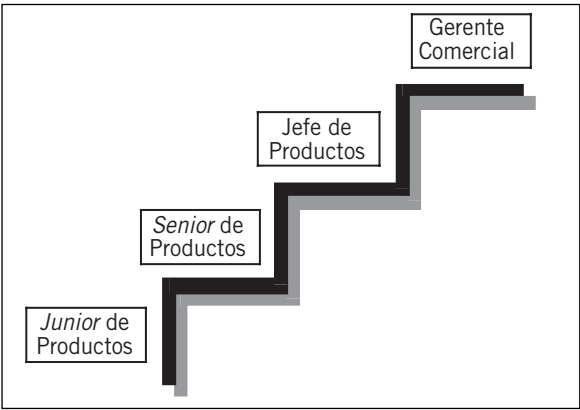 Gerente
Comercial
Jefe de
Productos
Senior de
Productos
Junior de
Productos